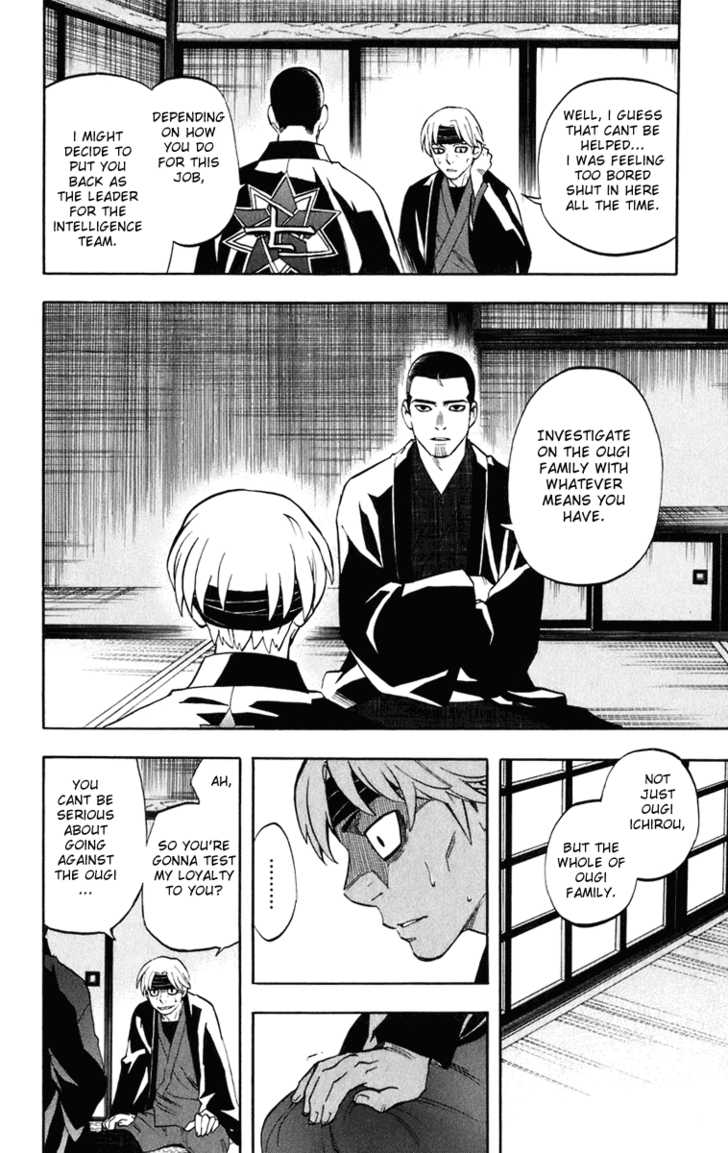 WELL, I GUESS
THAT CANT BE
HELPED...
I WAS FEELING
TOO BORED
SHUT IN HERE
ALL THE TIME.
DEPENDING
ON HOW
YOU DO
FOR THIS
JOB,
I MIGHT
DECIDE TO
PUT YOU
BACK AS
THE LEADER
FOR THE
INTELLIGENCE
TEAM.
七
INVESTIGATE
ON THE OUGI
FAMILY WITH
WHATEVER
MEANS YOU
HAVE.
NOT
JUST
OUGI
ICHIROU,
BUT THE
WHOLE OF
OUGI
FAMILY.
.........
AH,
SO YOU'RE
GONNA TEST
MY LOYALTY
TO YOU?
YOU
CANT BE
SERIOUS
ABOUT
GOING
AGAINST
THE OUGI
...